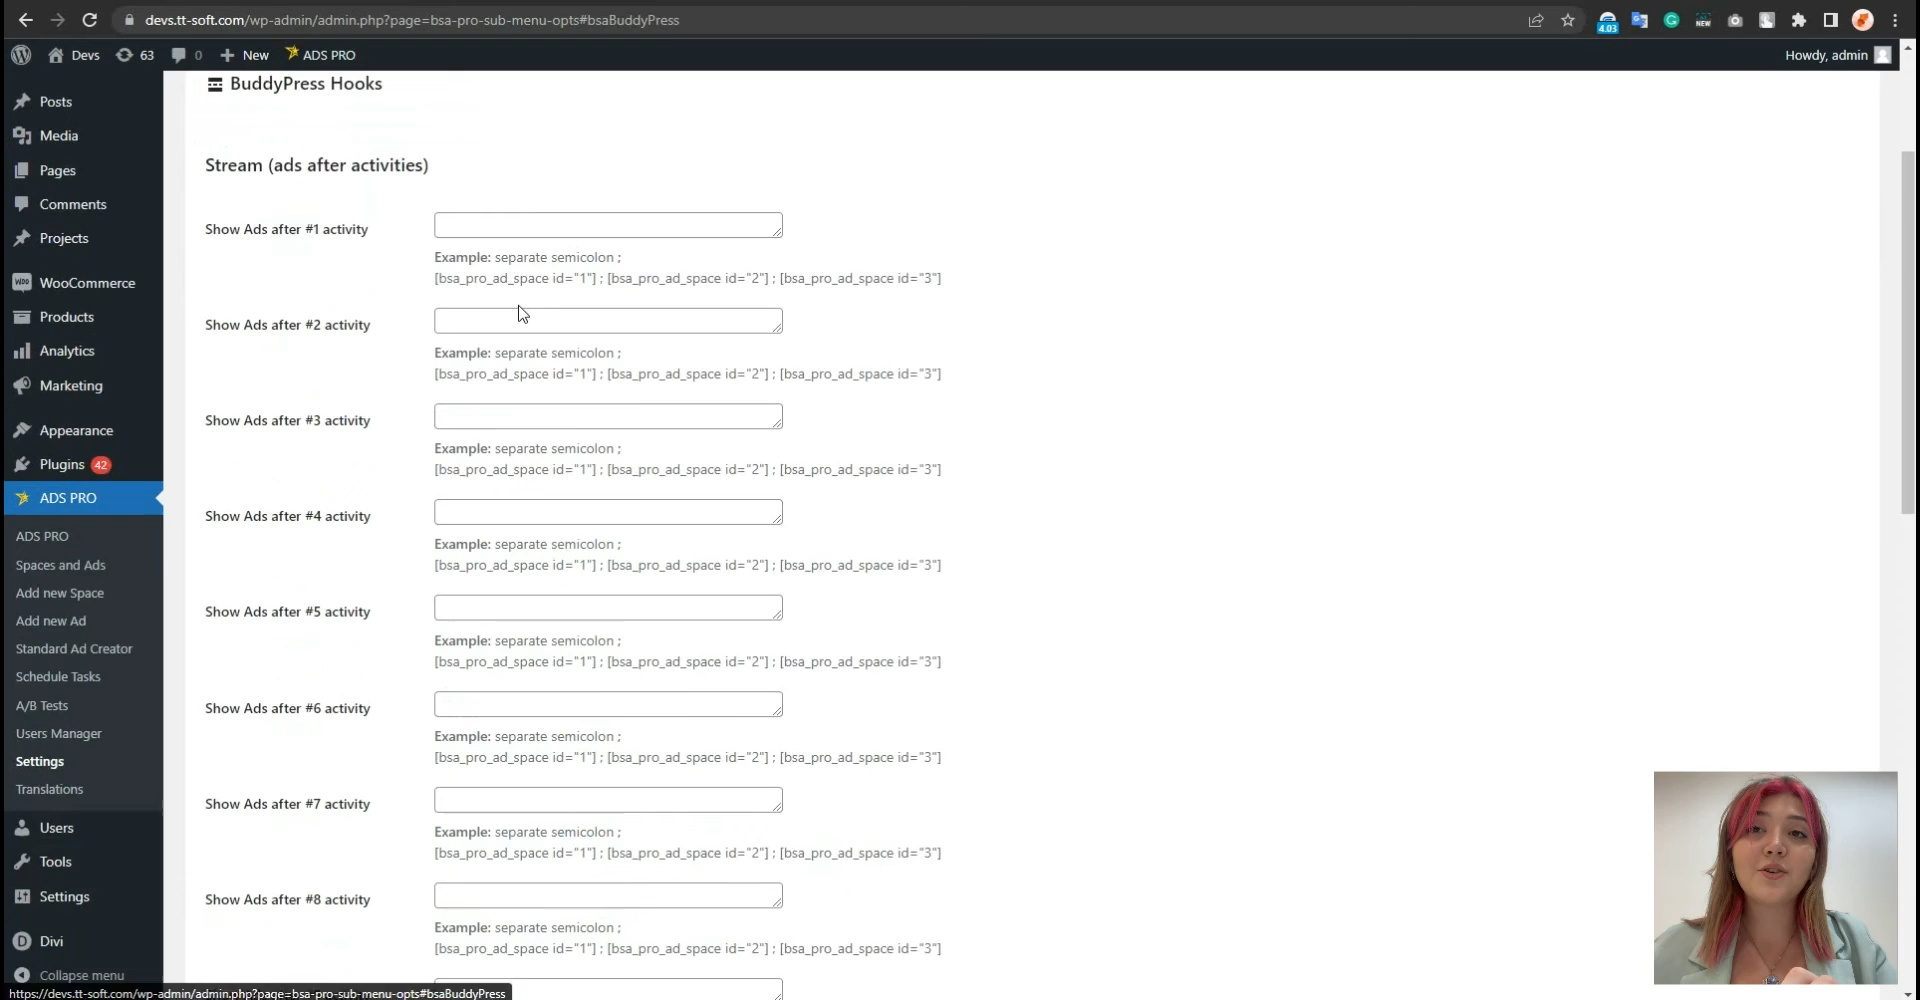 devs.tt-soft.com/wp-admin/admin.php?page=bsa-pro-sub-menu-opts#bsaBuddyPress
4.03
NEW
Devs
63
0
New
ADS PRO
Howdy, admin
Posts
Media
Pages
Comments
Projects
WooCommerce
Products
Analytics
Marketing
Appearance
Plugins 42
ADS PRO
ADS PRO
Spaces and Ads
Add new Space
Add new Ad
Standard Ad Creator
Schedule Tasks
A/B Tests
Users Manager
Settings
Translations
Users
Tools
Settings
Divi
Collapse menu
BuddyPress Hooks
Stream (ads after activities)
Show Ads after #1 activity
Example: separate semicolon ;
[bsa_pro_ad_space id="1"] ; [bsa_pro_ad_space id="2"] ; [bsa_pro_ad_space id="3"]
Show Ads after #2 activity
Example: separate semicolon ;
[bsa_pro_ad_space id="1"] ; [bsa_pro_ad_space id="2"] ; [bsa_pro_ad_space id="3"]
Show Ads after #3 activity
Example: separate semicolon ;
[bsa_pro_ad_space id="1"] ; [bsa_pro_ad_space id="2"] ; [bsa_pro_ad_space id="3"]
Show Ads after #4 activity
Example: separate semicolon ;
[bsa_pro_ad_space id="1"] ; [bsa_pro_ad_space id="2"] ; [bsa_pro_ad_space id="3"]
Show Ads after #5 activity
Example: separate semicolon ;
[bsa_pro_ad_space id="1"] ; [bsa_pro_ad_space id="2"] ; [bsa_pro_ad_space id="3"]
Show Ads after #6 activity
Example: separate semicolon ;
[bsa_pro_ad_space id="1"] ; [bsa_pro_ad_space id="2"] ; [bsa_pro_ad_space id="3"]
Show Ads after #7 activity
Example: separate semicolon ;
[bsa_pro_ad_space id="1"] ; [bsa_pro_ad_space id="2"] ; [bsa_pro_ad_space id="3"]
Show Ads after #8 activity
Example: separate semicolon ;
[bsa_pro_ad_space id="1"] ; [bsa_pro_ad_space id="2"] ; [bsa_pro_ad_space id="3"]
https://devs.tt-soft.com/wp-admin/admin.php?page=bsa-pro-sub-menu-opts#bsaBuddyPress